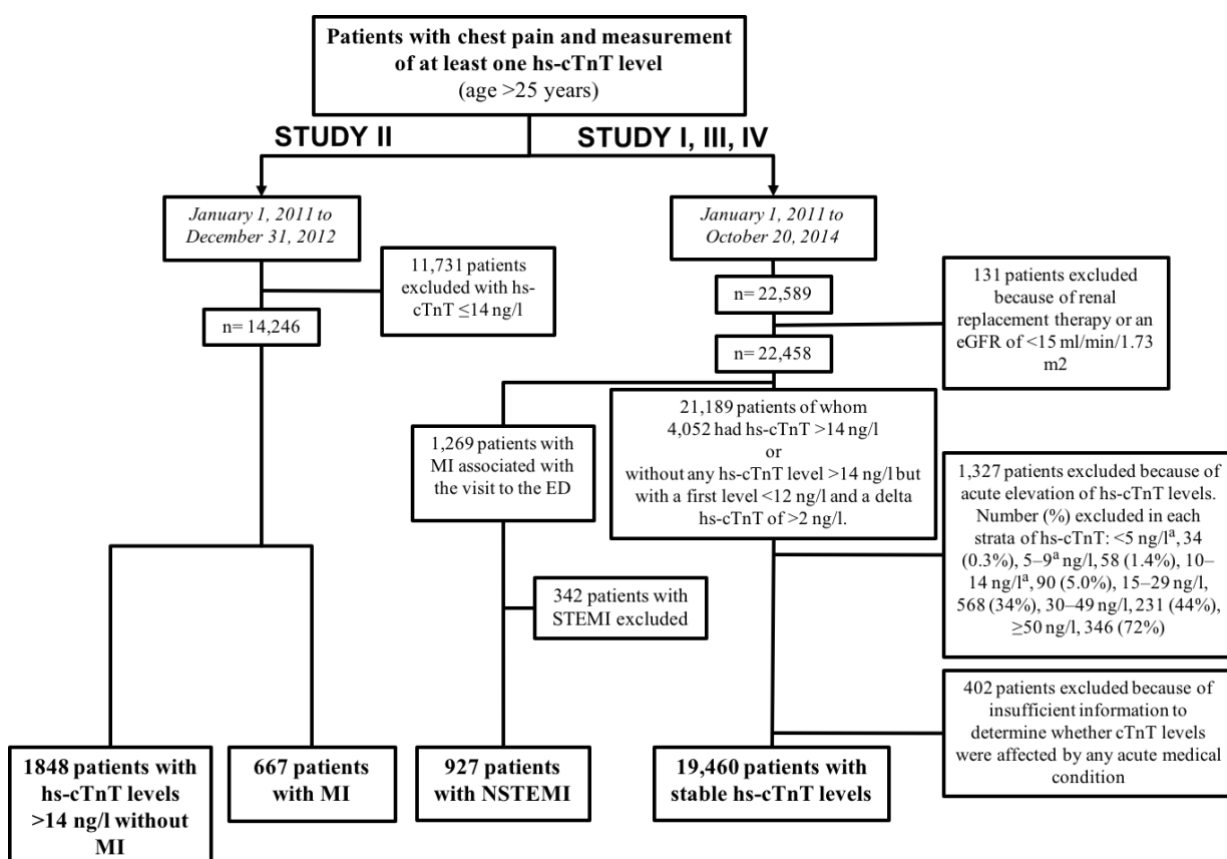 Patients with chest pain and measurement
of at least one hs-cTnT level
(age >25 years)
STUDY II
STUDY I, III, IV
January 1, 2011 to
December 31, 2012
January 1, 2011 to
October 20, 2014
11,731 patients
excluded with hs-
cTnT ≤14 ng/l
n= 14,246
n= 22,589
131 patients excluded
because of renal
replacement therapy or an
eGFR of <15 ml/min/1.73
m2
n= 22,458
1,269 patients with
MI associated with
the visit to the ED
21,189 patients of whom
4,052 had hs-cTnT >14 ng/l
or
without any hs-cTnT level >14 ng/l but
with a first level <12 ng/l and a delta
hs-cTnT of >2 ng/l.
1,327 patients excluded because of
acute elevation of hs-cTnT levels.
Number (%) excluded in each
strata of hs-cTnT: <5 ng/lª, 34
(0.3%), 5–9ª ng/l, 58 (1.4%), 10–
14 ng/lª, 90 (5.0%), 15–29 ng/l,
568 (34%), 30–49 ng/l, 231 (44%),
≥50 ng/l, 346 (72%)
342 patients with
STEMI excluded
402 patients excluded because of
insufficient information to
determine whether cTnT levels
were affected by any acute medical
condition
1848 patients with
hs-cTnT levels
>14 ng/l without
MI
667 patients
with MI
927 patients
with NSTEMI
19,460 patients with
stable hs-cTnT levels